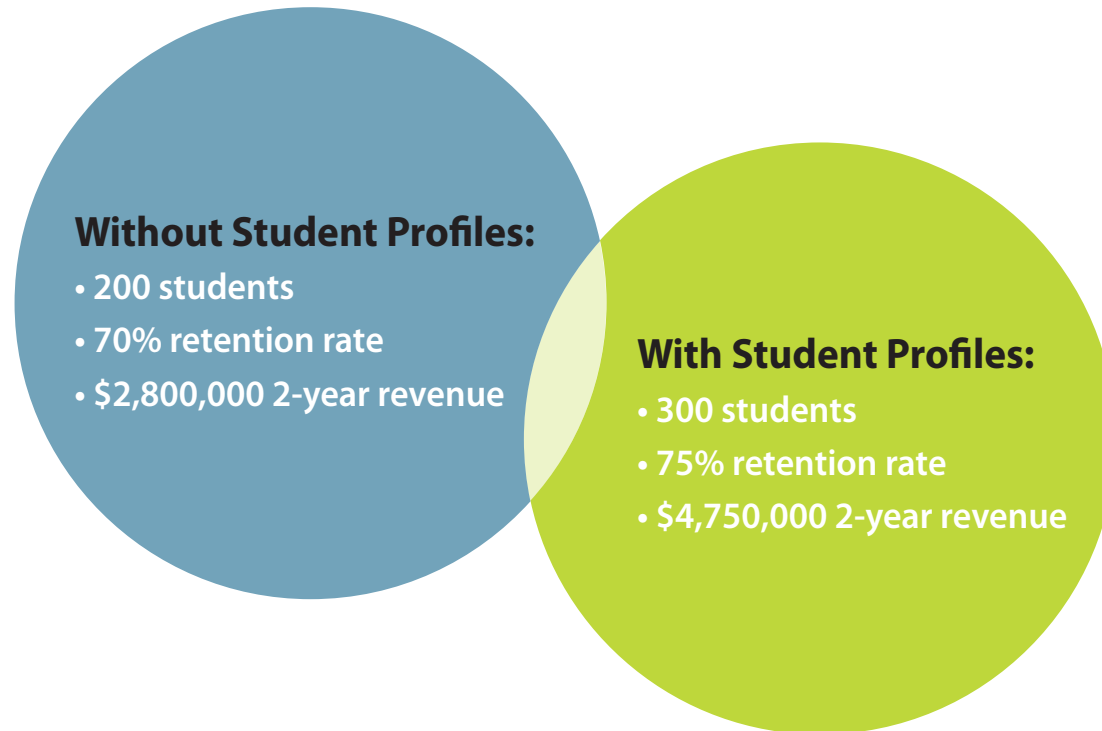 Without Student Profiles:
• 200 students
• 70% retention rate
• $2,800,000 2-year revenue
With Student Profiles:
• 300 students
• 75% retention rate
• $4,750,000 2-year revenue